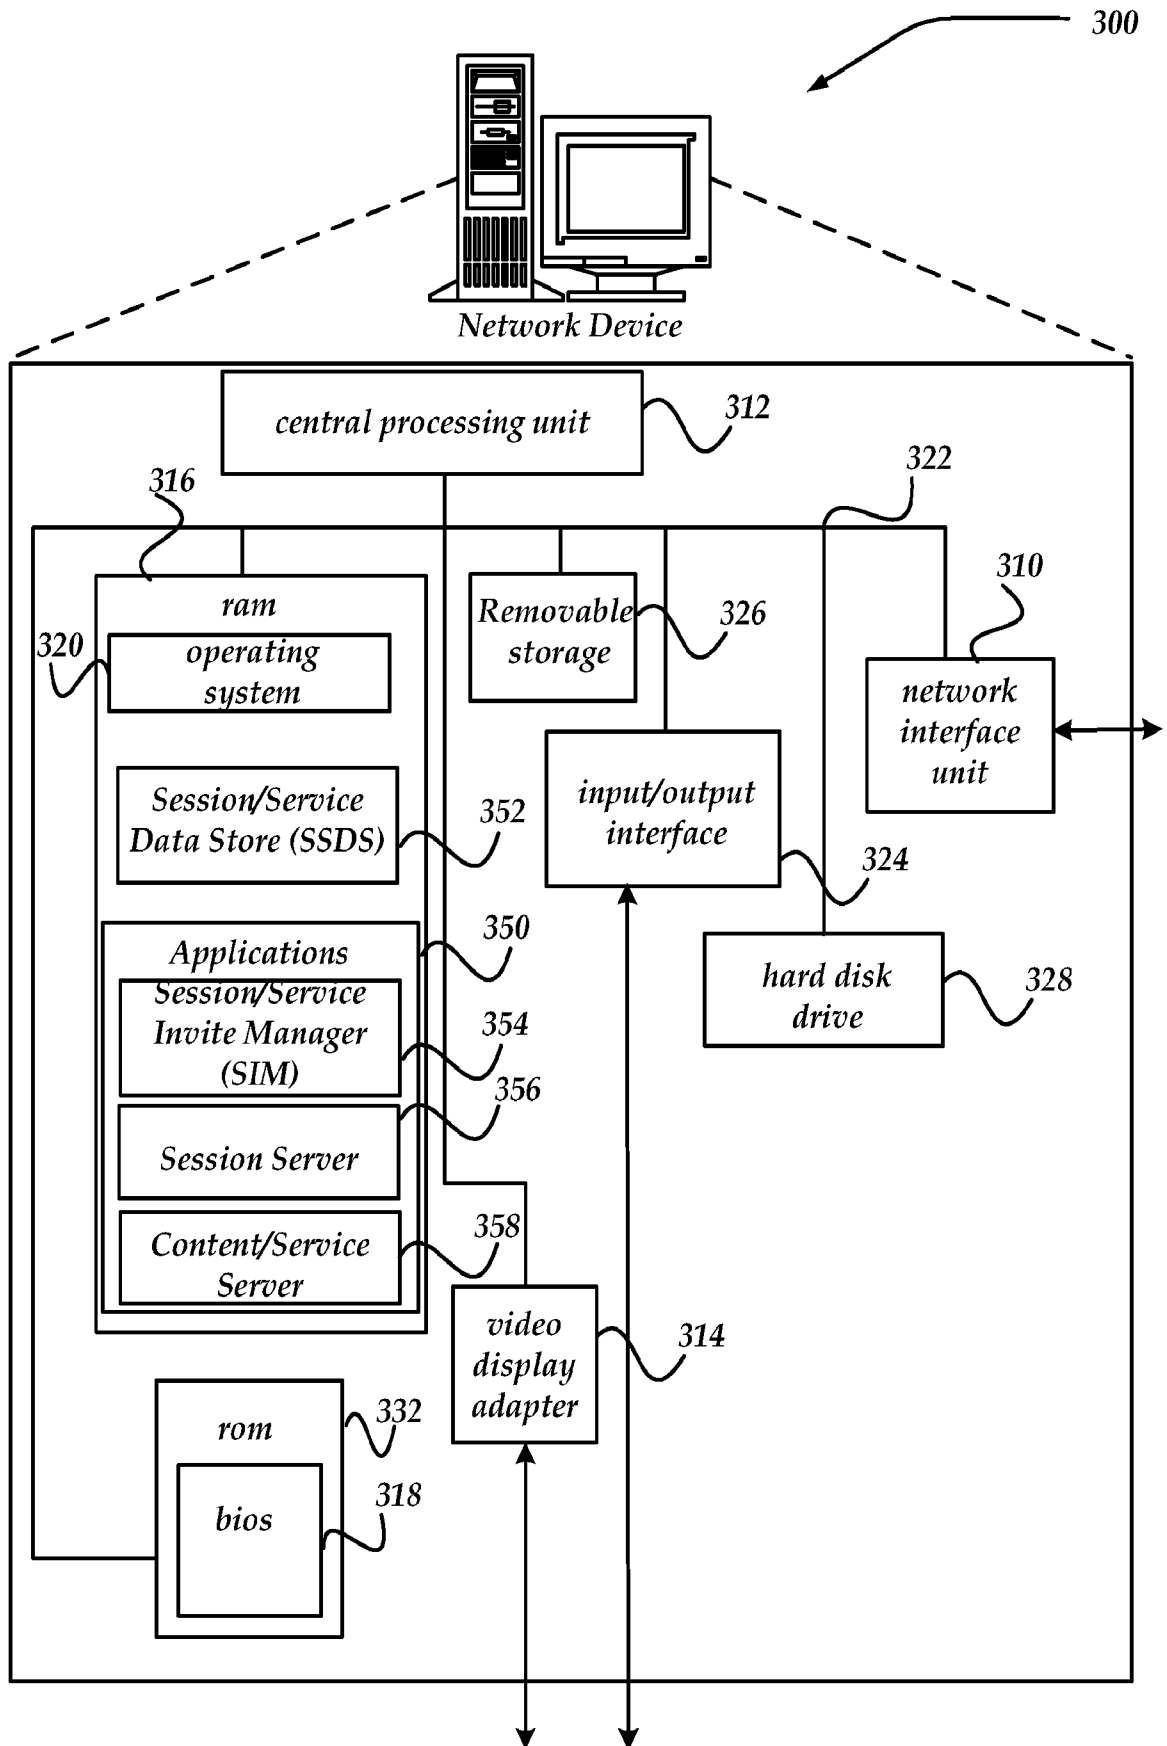 300
Network Device
central processing unit
312
316
322
310
ram
320
operating
system
Removable
storage
326
network
interface
unit
Session/Service
Data Store (SSDS)
352
input/output
interface
324
350
Applications
Session/Service
Invite Manager
(SIM)
354
hard disk
drive
328
356
Session Server
358
Content/Service
Server
video
display
adapter
314
rom
332
bios
318